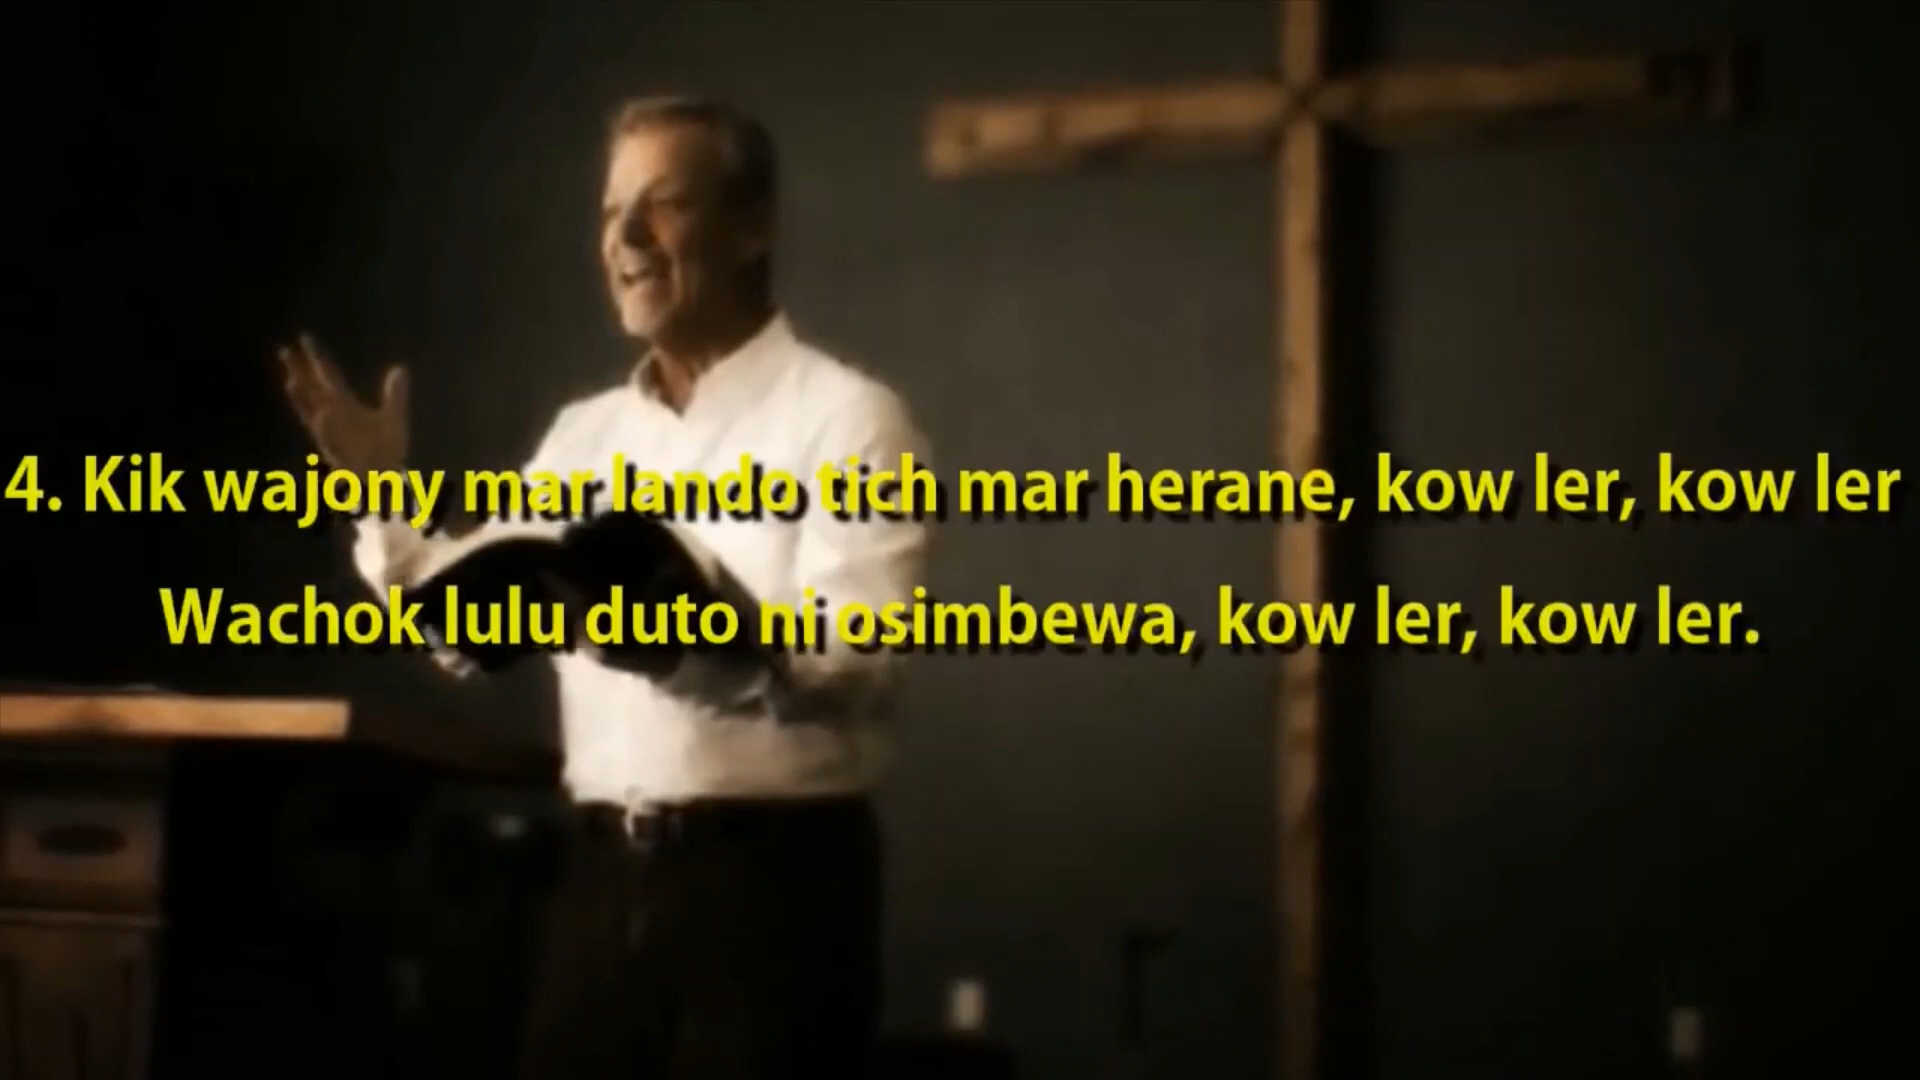 4. Kik wajony mar lando tich mar herane, kow ler, kow ler
Wachok lulu duto ni osimbewa, kow ler, kow ler.